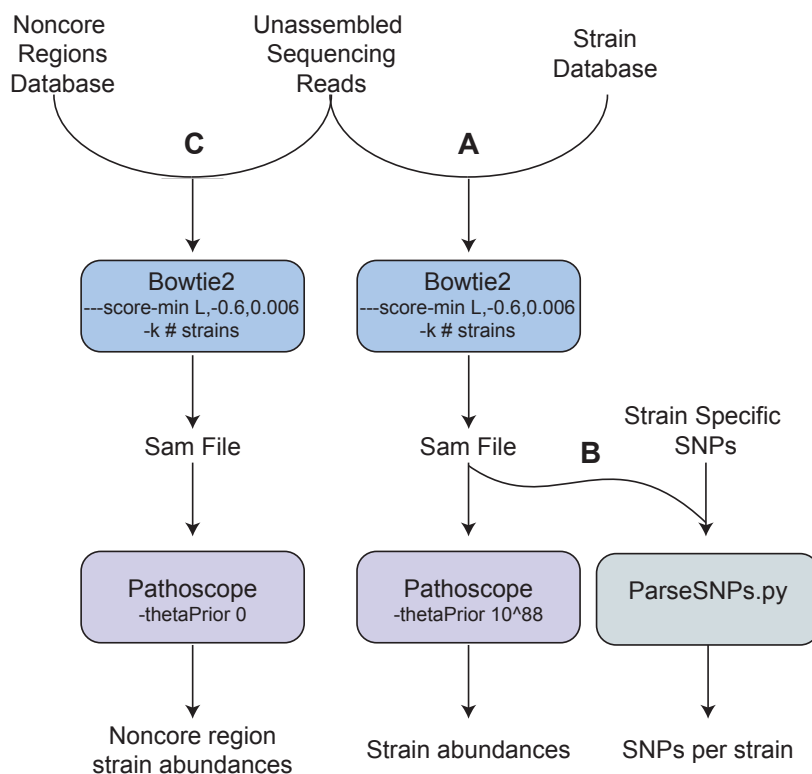 Noncore
Regions
Database
Unassembled
Sequencing
Reads
Strain
Database
C
A
Bowtie2
---score-min L,-0.6,0.006
-k # strains
Bowtie2
---score-min L,-0.6,0.006
-k # strains
Sam File
Sam File
B
Strain Specific
SNPs
Pathoscope
-thetaPrior 0
Pathoscope
-thetaPrior 10^88
ParseSNPs.py
Noncore region
strain abundances
Strain abundances
SNPs per strain